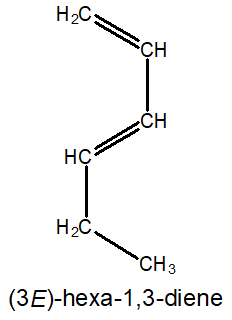 H₂C
CH
CH
HC
H₂C
CH₃
(3E)-hexa-1,3-diene